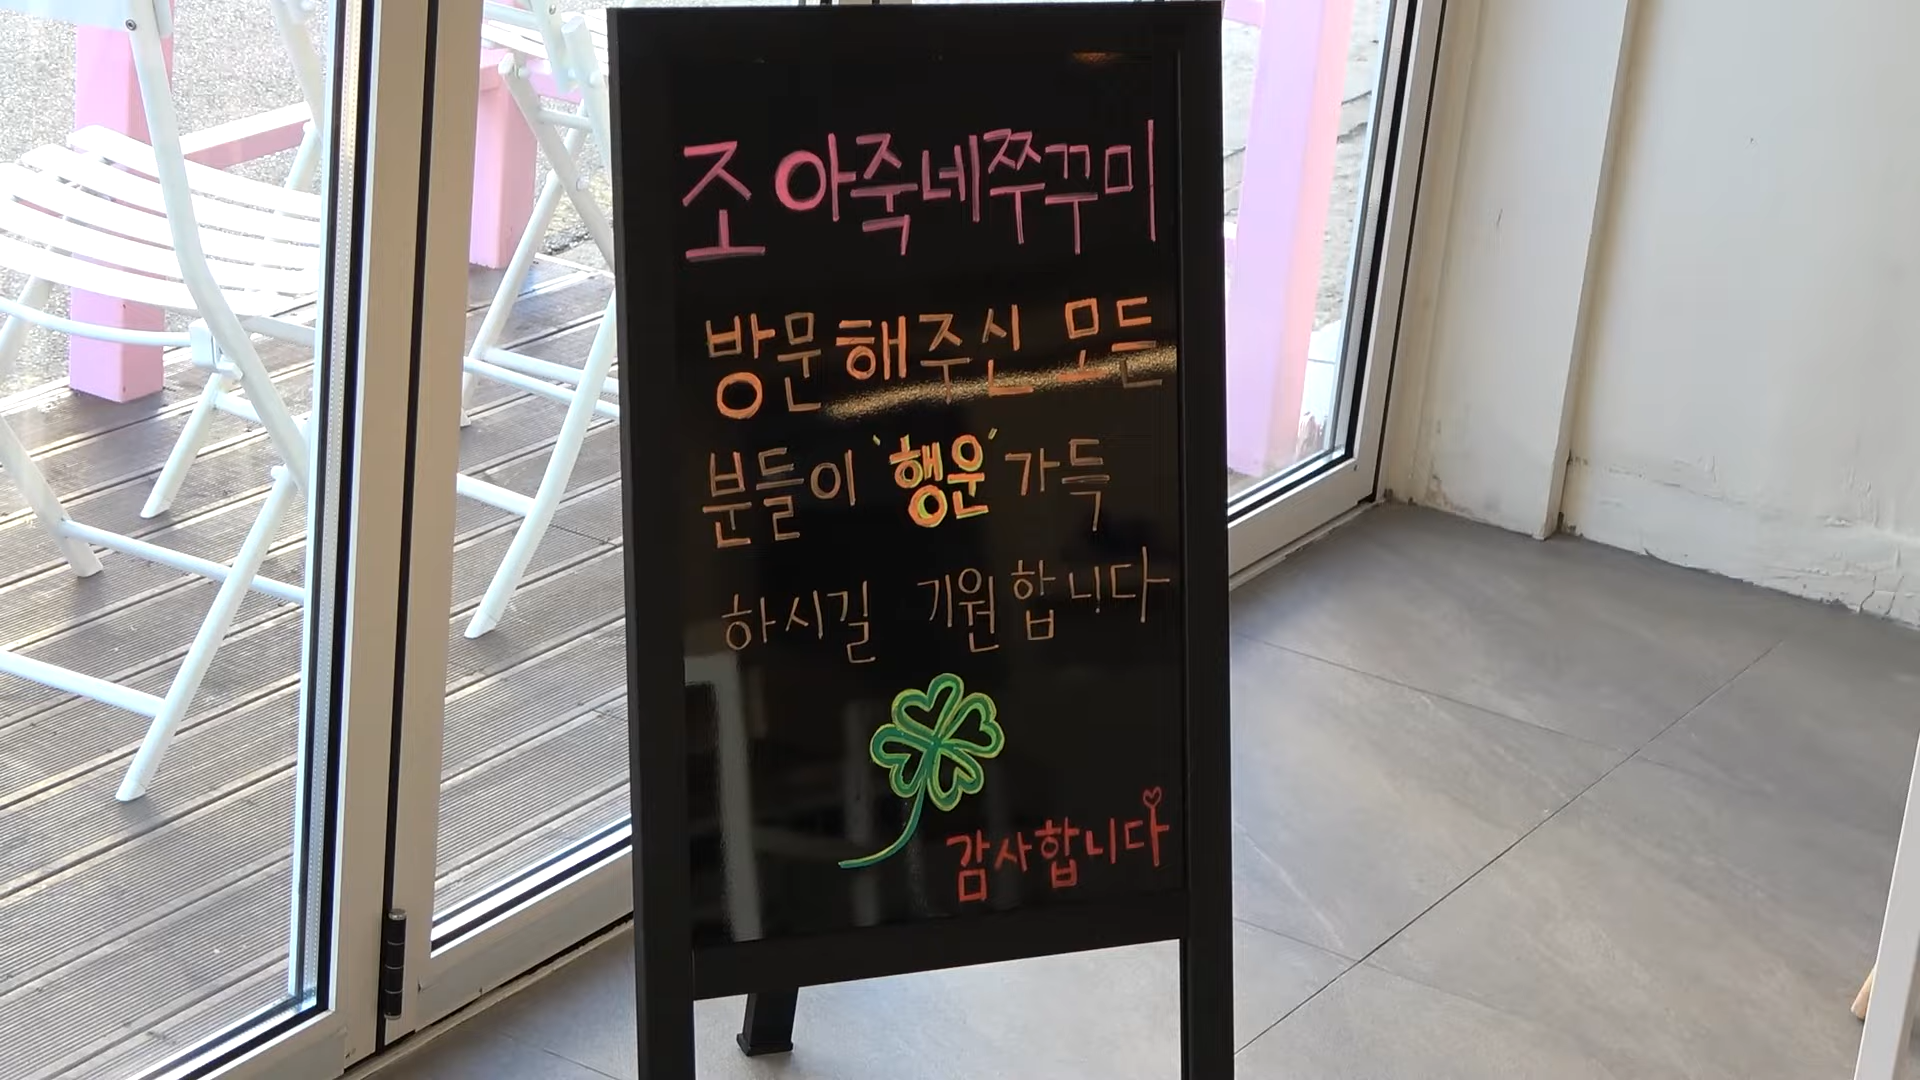 조아죽네쭈꾸미
방문해주신 모든
분들이 '행운' 가득
하시길 기원합니다
감사합니다